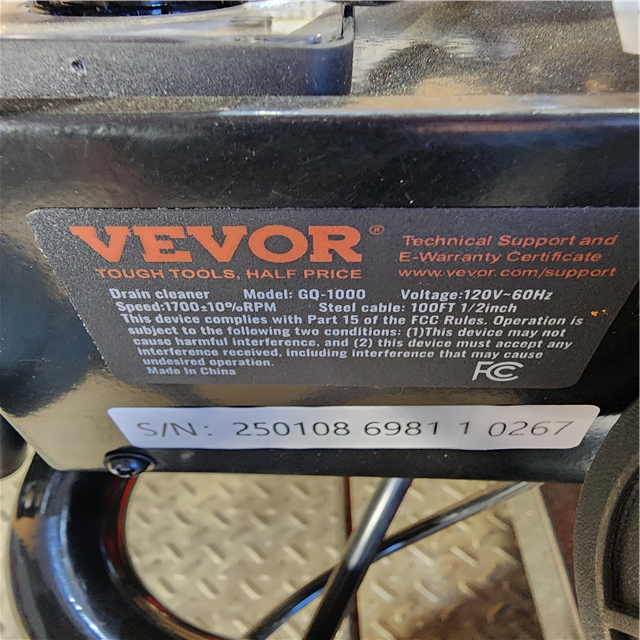 VEVOR®
TOUGH TOOLS, HALF PRICE
Technical Support and
E-Warranty Certificate
www.vevor.com/support
Drain cleaner Model: GQ-1000 Voltage:120V~60Hz
Speed:1700±10%RPM Steel cable: 100FT 1/2inch
This device complies with Part 15 of the FCC Rules. Operation is
subject to the following two conditions: (1)This device may not
cause harmful interference, and (2) this device must accept any
interference received, including interference that may cause
undesired operation.
Made In China
FC
S/N: 250108 6981 1 0267